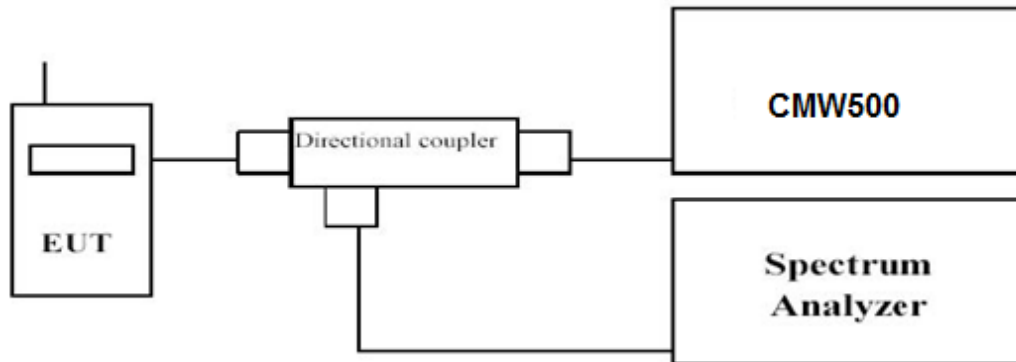 CMW500
Directional coupler
EUT
Spectrum
Analyzer